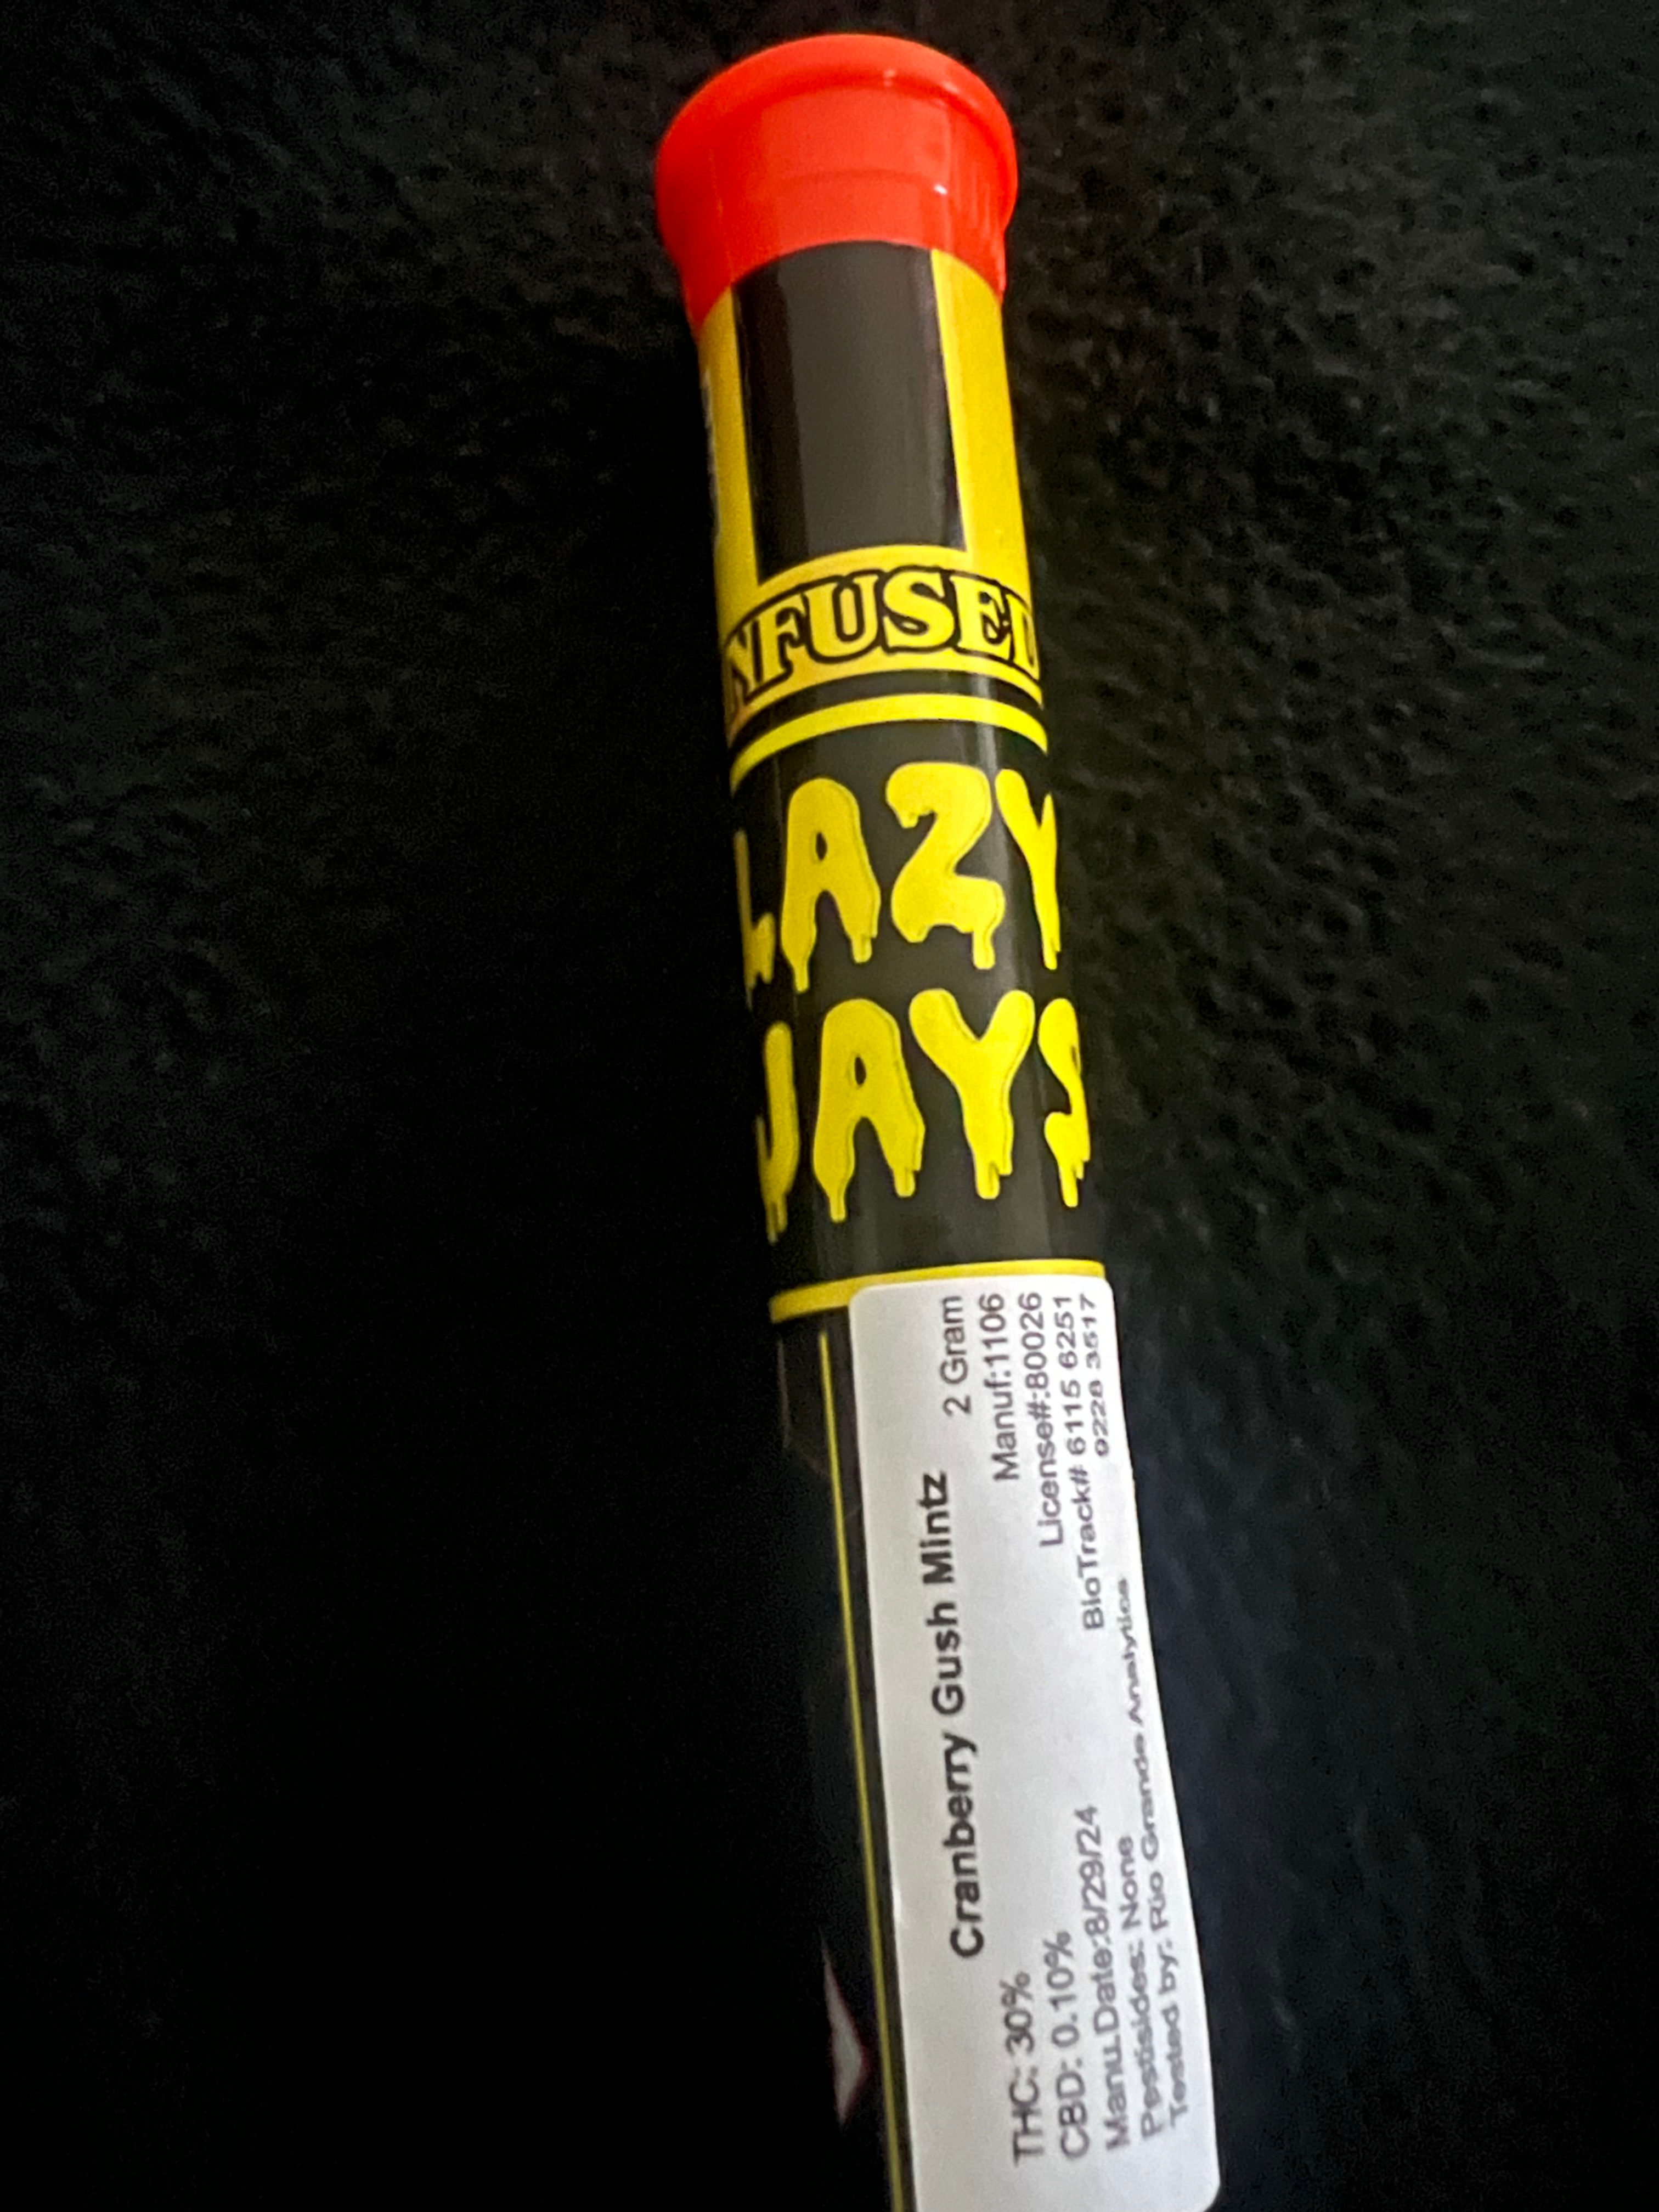 INFUSED
LAZY
JAYS
Cranberry Gush Mintz
2 Gram
Manuf:1106
License#:80026
BioTrack# 6115 6251
0228 3517
THC: 30%
CBD: 0.10%
Manu.Date:8/29/24
Pestisides: None
Tested by: Rio Grande Analytics